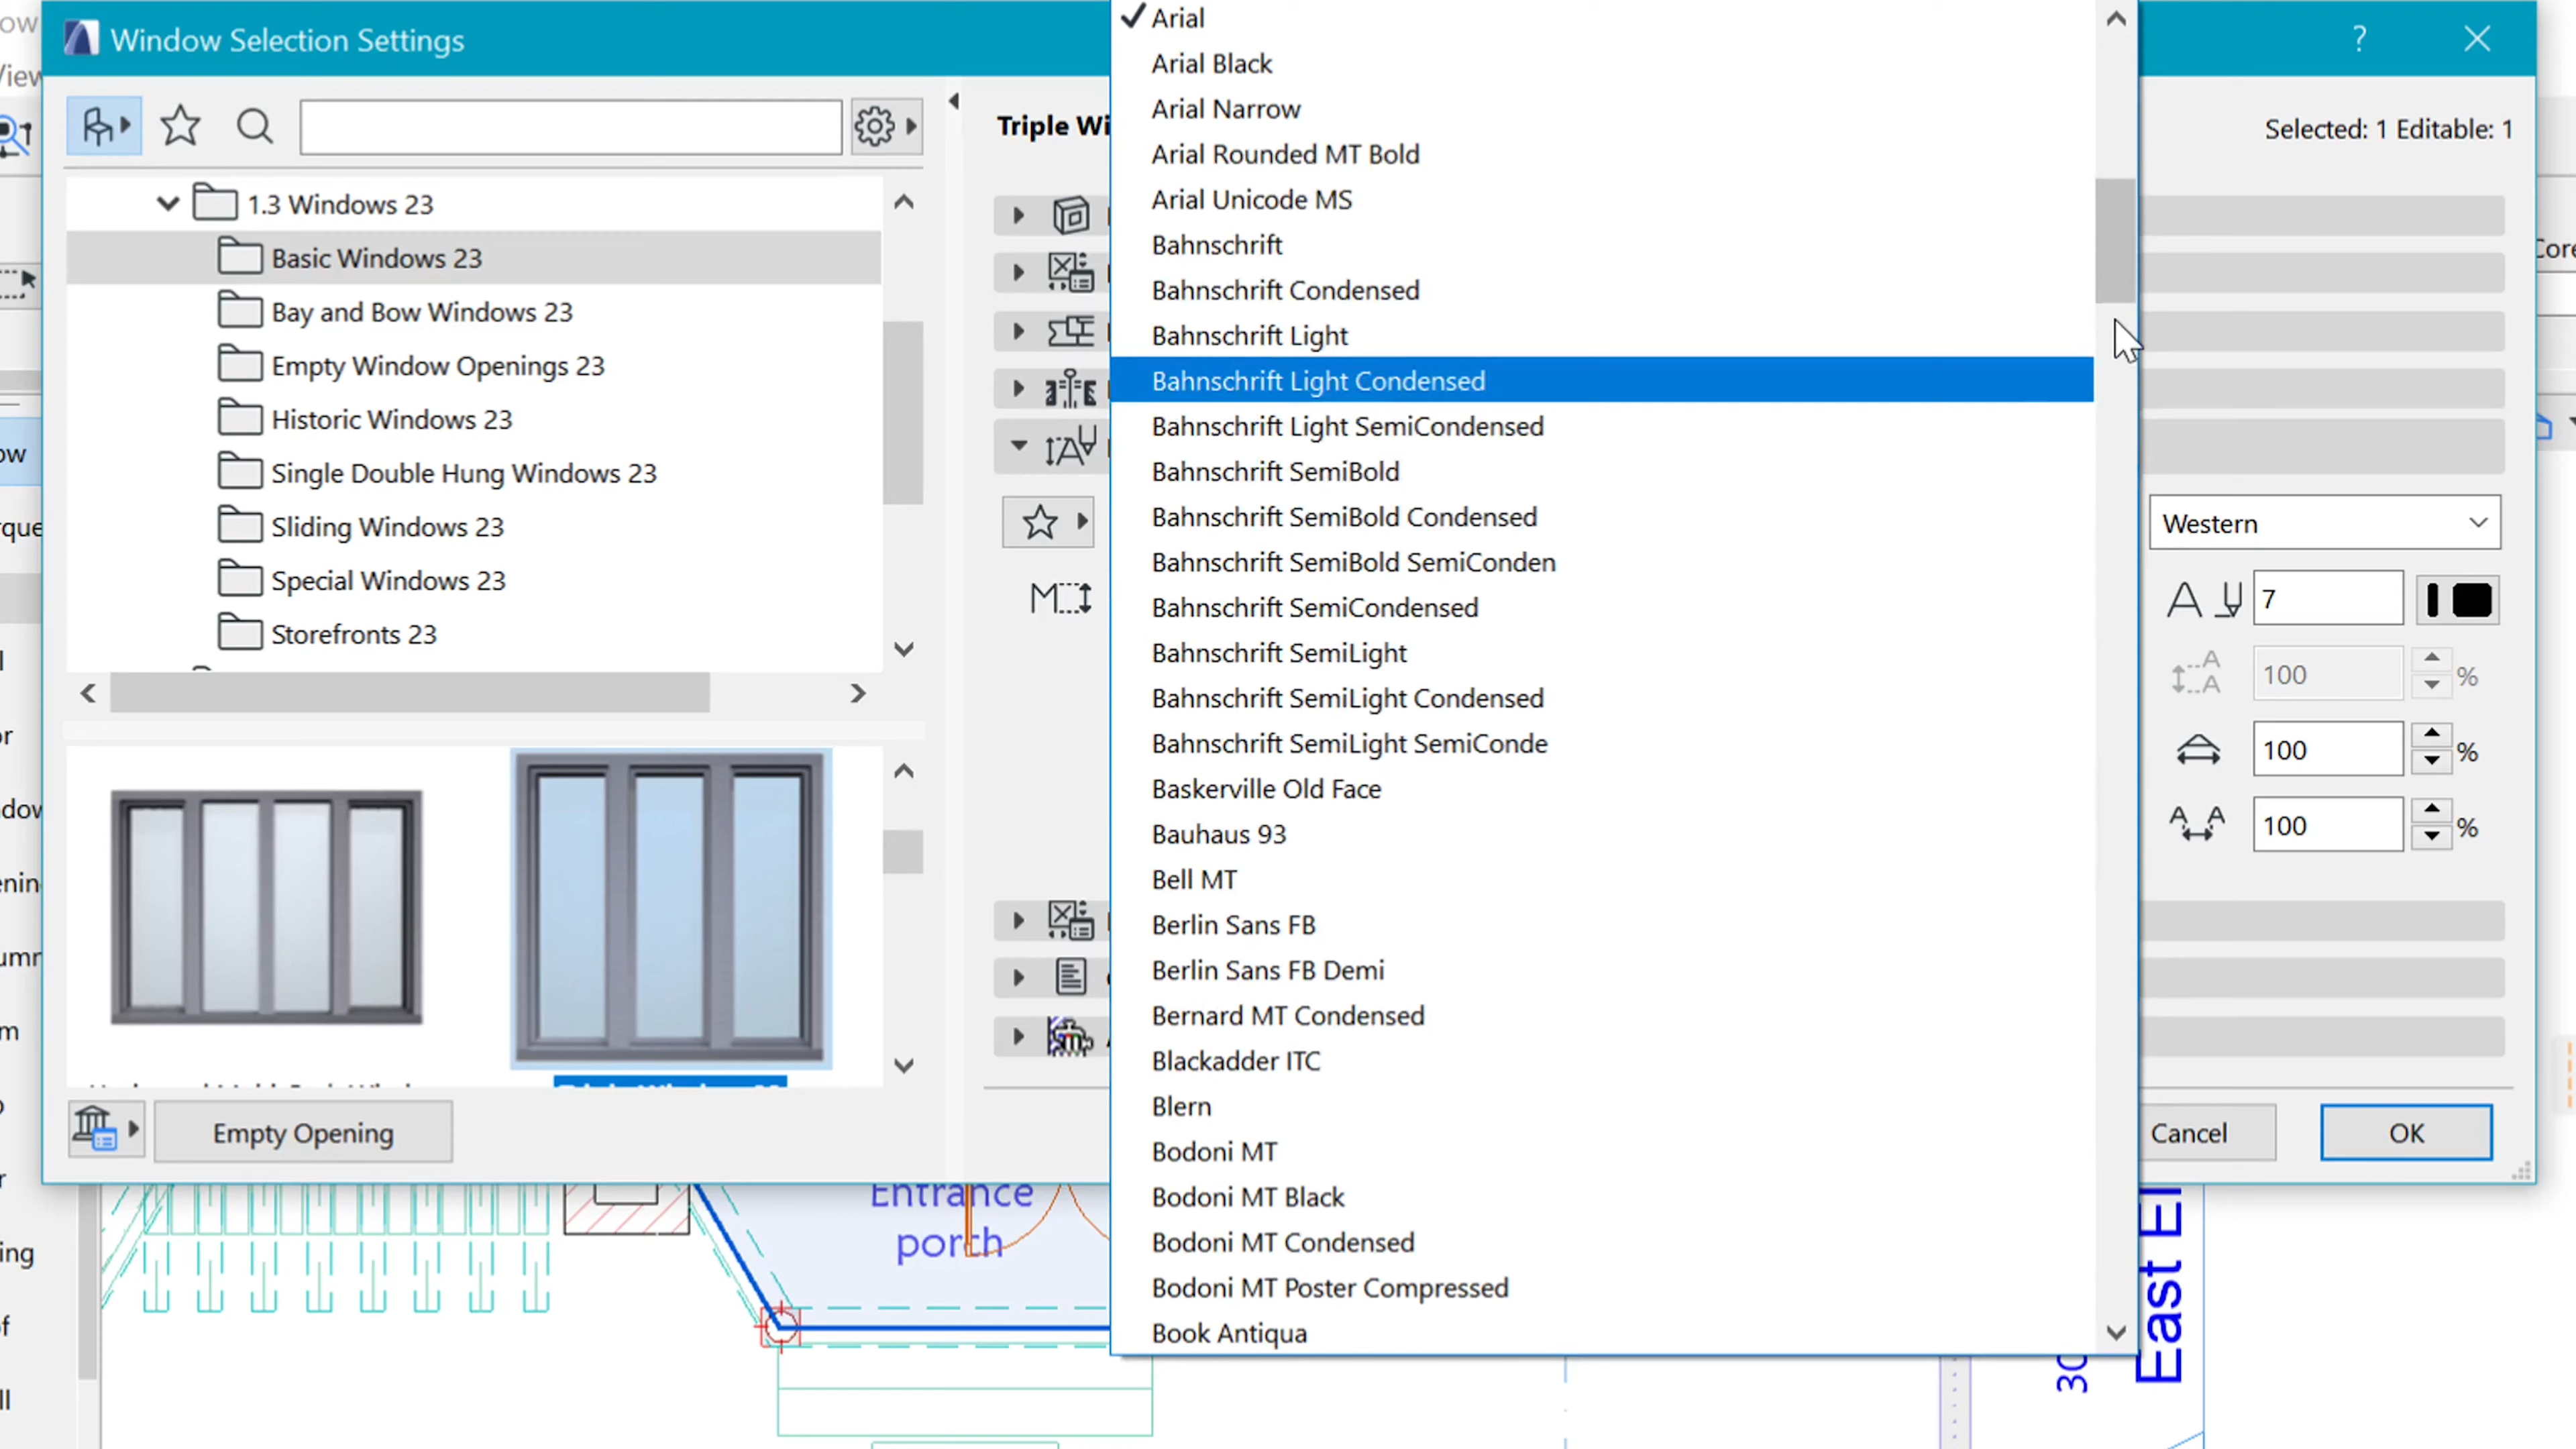 Window Selection Settings
Selected: 1 Editable: 1
1.3 Windows 23
Basic Windows 23
Bay and Bow Windows 23
Empty Window Openings 23
Historic Windows 23
Single Double Hung Windows 23
Sliding Windows 23
Special Windows 23
Storefronts 23
Empty Opening
Triple Wi
Arial
Arial Black
Arial Narrow
Arial Rounded MT Bold
Arial Unicode MS
Bahnschrift
Bahnschrift Condensed
Bahnschrift Light
Bahnschrift Light Condensed
Bahnschrift Light SemiCondensed
Bahnschrift SemiBold
Bahnschrift SemiBold Condensed
Bahnschrift SemiBold SemiConden
Bahnschrift SemiCondensed
Bahnschrift SemiLight
Bahnschrift SemiLight Condensed
Bahnschrift SemiLight SemiConde
Baskerville Old Face
Bauhaus 93
Bell MT
Berlin Sans FB
Berlin Sans FB Demi
Bernard MT Condensed
Blackadder ITC
Blern
Bodoni MT
Bodoni MT Black
Bodoni MT Condensed
Bodoni MT Poster Compressed
Book Antiqua
Western
7
100 %
100 %
100 %
Cancel
OK
Entrance
porch
East El
30